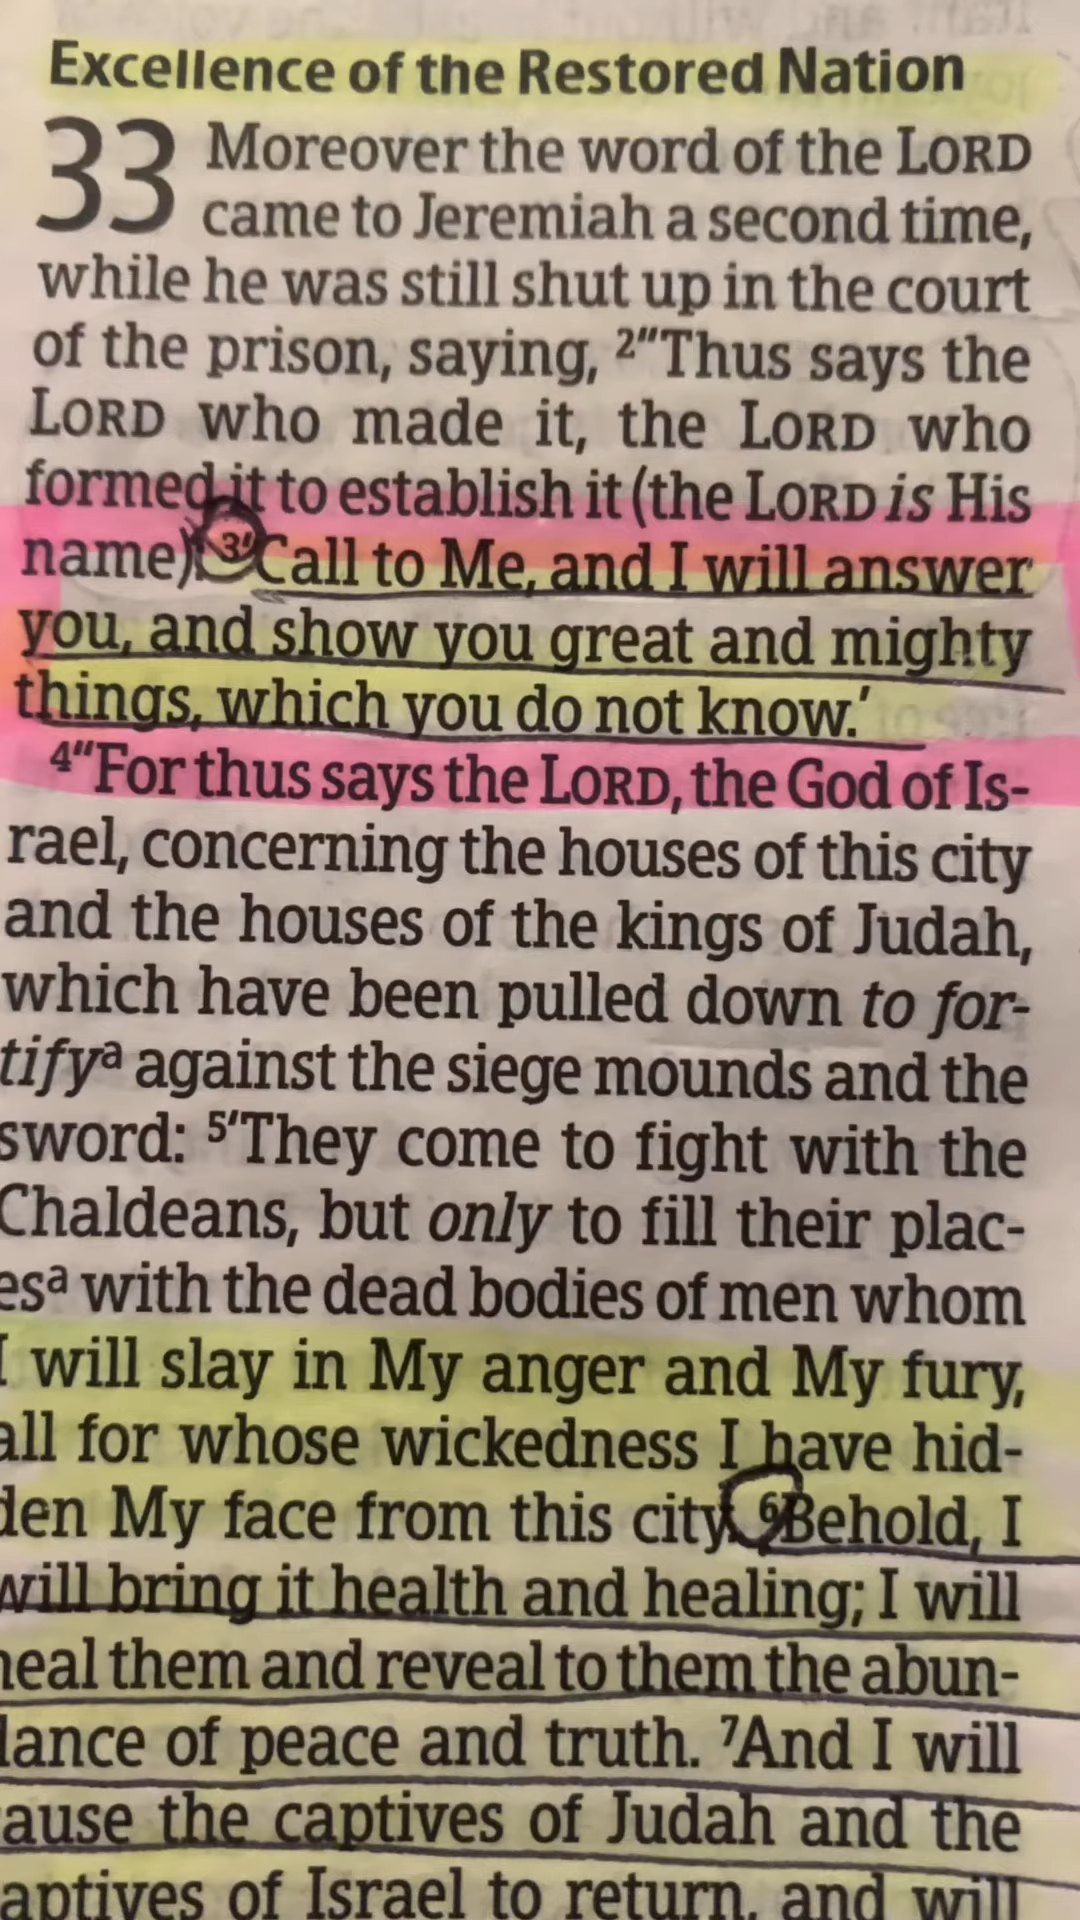 Excellence of the Restored Nation
33 Moreover the word of the LORD
came to Jeremiah a second time,
while he was still shut up in the court
of the prison, saying, 2"Thus says the
LORD who made it, the LORD who
formed it to establish it (the LORD is His
name): 3'Call to Me, and I will answer
you, and show you great and mighty
things, which you do not know.'
4"For thus says the LORD, the God of Is-
rael, concerning the houses of this city
and the houses of the kings of Judah,
which have been pulled down to for-
tifyª against the siege mounds and the
sword: 5'They come to fight with the
Chaldeans, but only to fill their plac-
esª with the dead bodies of men whom
I will slay in My anger and My fury,
all for whose wickedness I have hid-
den My face from this city. 6Behold, I
will bring it health and healing; I will
heal them and reveal to them the abun-
dance of peace and truth. 7And I will
cause the captives of Judah and the
captives of Israel to return, and will